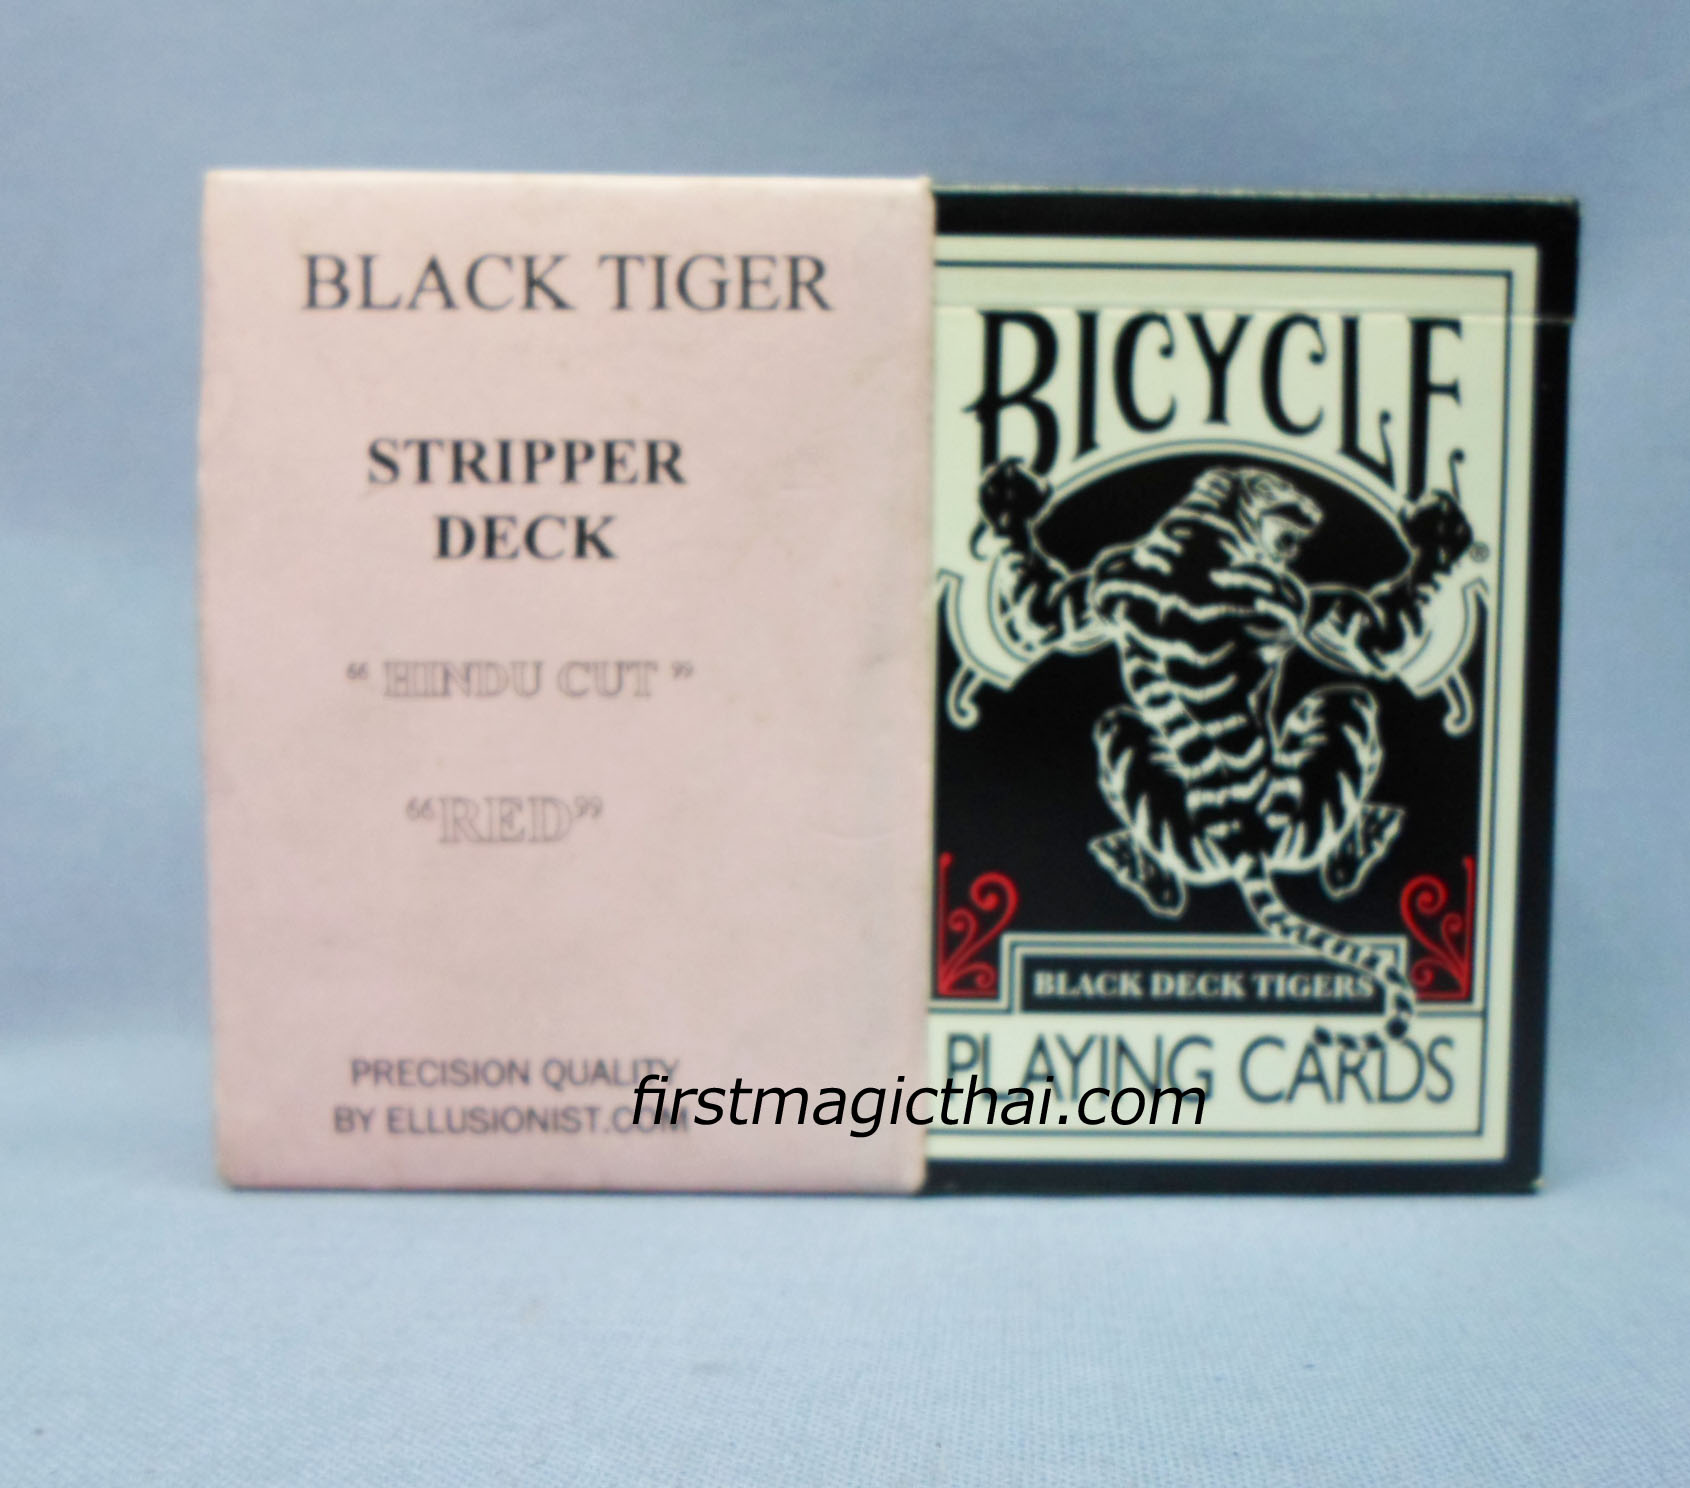 BLACK TIGER
STRIPPER
DECK
“ HINDU CUT ”
“RED”
PRECISION QUALITY
BY ELLUSIONIST.COM
BICYCLE
®
BLACK DECK TIGERS
PLAYING CARDS
firstmagicthai.com